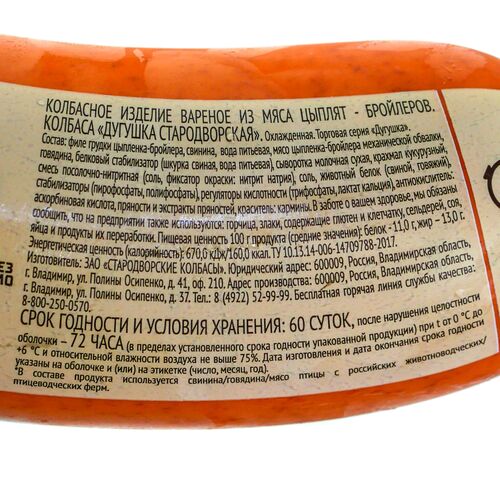 КОЛБАСНОЕ ИЗДЕЛИЕ ВАРЕНОЕ ИЗ МЯСА ЦЫПЛЯТ - БРОЙЛЕРОВ.
КОЛБАСА «ДУГУШКА СТАРОДВОРСКАЯ». Охлажденная. Торговая серия «Дугушка».
Состав: филе грудки цыпленка-бройлера, свинина, вода питьевая, мясо цыпленка-бройлера механической обвалки,
говядина, белковый стабилизатор (шкурка свиная, вода питьевая), сыворотка молочная сухая, крахмал кукурузный,
смесь посолочно-нитритная (соль, фиксатор окраски: нитрит натрия), соль, животный белок (свиной, говяжий),
стабилизаторы (пирофосфаты, полифосфаты), регуляторы кислотности (трифосфаты, лактат кальция), антиокислитель:
аскорбиновая кислота, пряности и экстракты пряностей, краситель: кармины. В заботе о вашем здоровье, мы обязаны
сообщить, что на предприятии также используются: горчица, злаки, содержащие глютен и клетчатку, сельдерей, соя,
яйца и продукты их переработки. Пищевая ценность 100 г продукта (средние значения): белок - 11,0 г, жир – 13,0 г.
Энергетическая ценность (калорийность): 670,0 кДж/160,0 ккал. ТУ 10.13.14-006-14709788-2017.
Изготовитель: ЗАО «СТАРОДВОРСКИЕ КОЛБАСЫ». Юридический адрес: 600009, Россия, Владимирская область,
г. Владимир, ул. Полины Осипенко, д. 41, оф. 210. Адрес производства: 600009, Россия, Владимирская область,
г. Владимир, ул. Полины Осипенко, д. 37. Тел.: 8 (4922) 52-99-99. Бесплатная горячая линия службы качества:
8-800-250-0570.
СРОК ГОДНОСТИ И УСЛОВИЯ ХРАНЕНИЯ: 60 СУТОК, после нарушения целостности
оболочки – 72 ЧАСА (в пределах установленного срока годности упакованной продукции) при t от 0 °С до
+6 °С и относительной влажности воздуха не выше 75%. Дата изготовления и дата окончания срока годности
указаны на оболочке и (или) на этикетке (число, месяц, год).
*В составе продукта используется свинина/говядина/мясо птицы с российских животноводческих/
птицеводческих ферм.